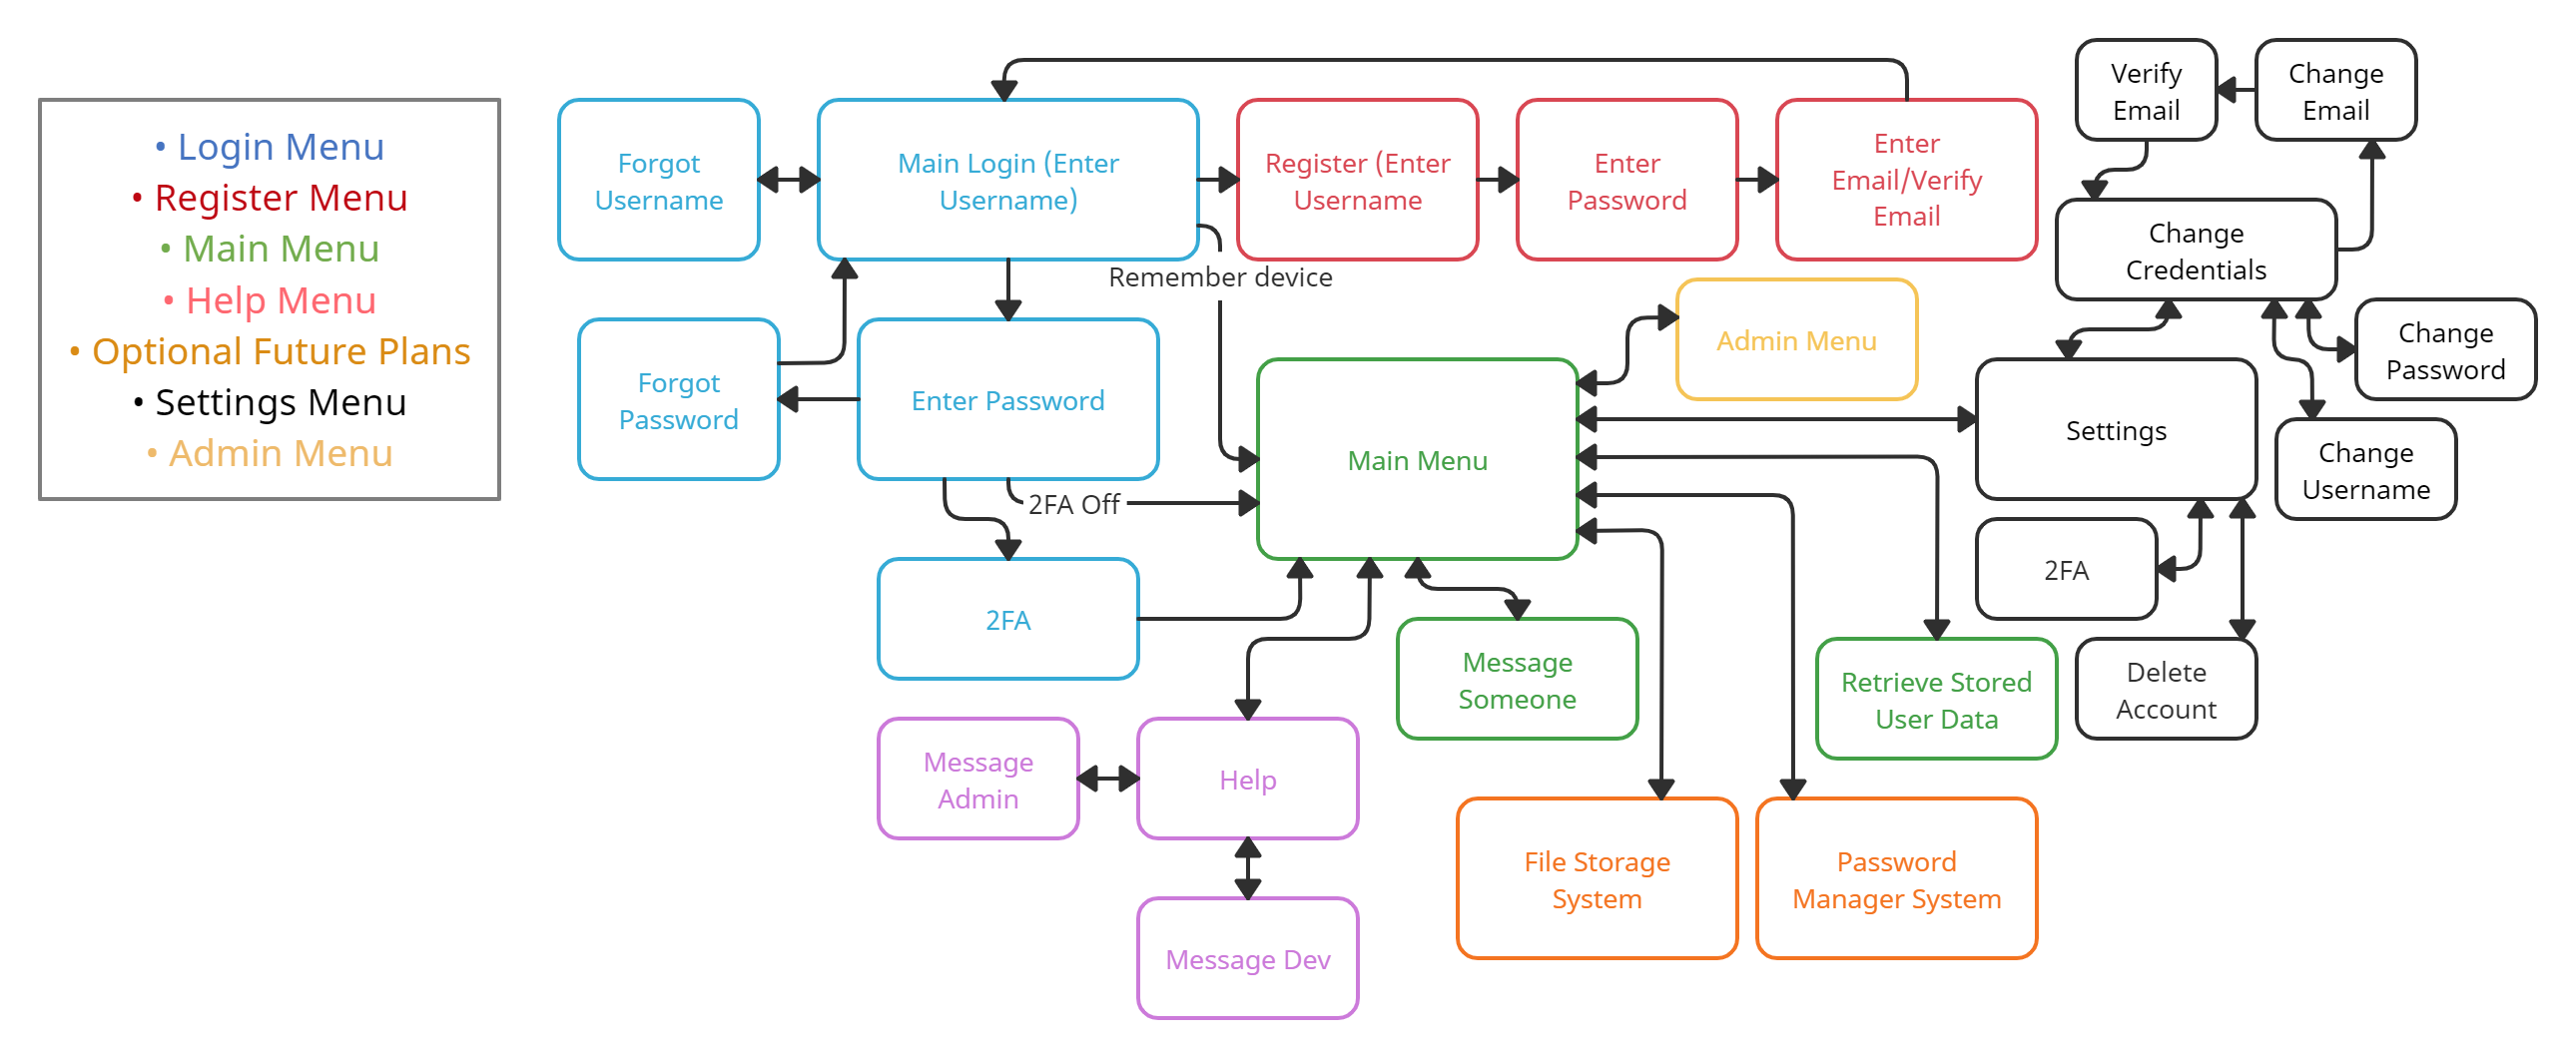 • Login Menu
• Register Menu
• Main Menu
• Help Menu
• Optional Future Plans
• Settings Menu
• Admin Menu
Forgot
Username
Main Login (Enter
Username)
Register (Enter
Username
Enter
Password
Enter
Email/Verify
Email
Verify
Email
Change
Email
Change
Credentials
Remember device
Admin Menu
Change
Password
Forgot
Password
Enter Password
Main Menu
Settings
Change
Username
2FA Off
2FA
2FA
Message
Someone
Retrieve Stored
User Data
Delete
Account
Message
Admin
Help
File Storage
System
Password
Manager System
Message Dev